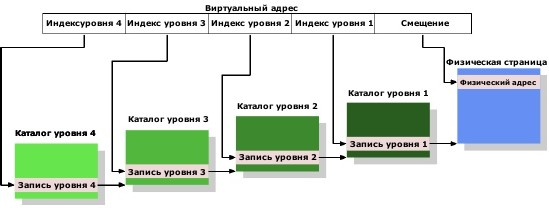 Виртуальный адрес
Индексуровня 4
Индекс уровня 3
Индекс уровня 2
Индекс уровня 1
Смещение
Физическая страница
Физический адрес
Каталог уровня 1
Каталог уровня 2
Каталог уровня 3
Каталог уровня 4
Запись уровня 1
Запись уровня 2
Запись уровня 3
Запись уровня 4